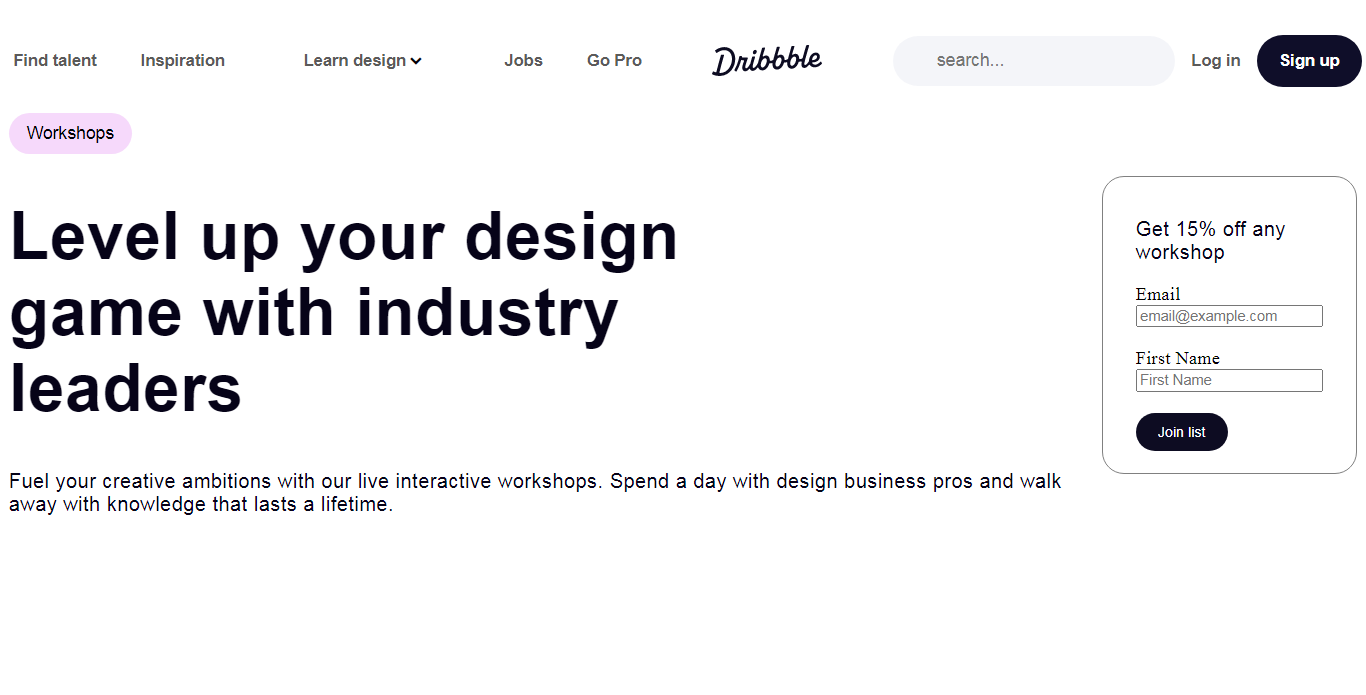 Find talent Inspiration Learn design Jobs Go Pro Dribbble search... Log in Sign up
Workshops
Level up your design
game with industry
leaders
Fuel your creative ambitions with our live interactive workshops. Spend a day with design business pros and walk
away with knowledge that lasts a lifetime.
Get 15% off any
workshop
Email
email@example.com
First Name
First Name
Join list